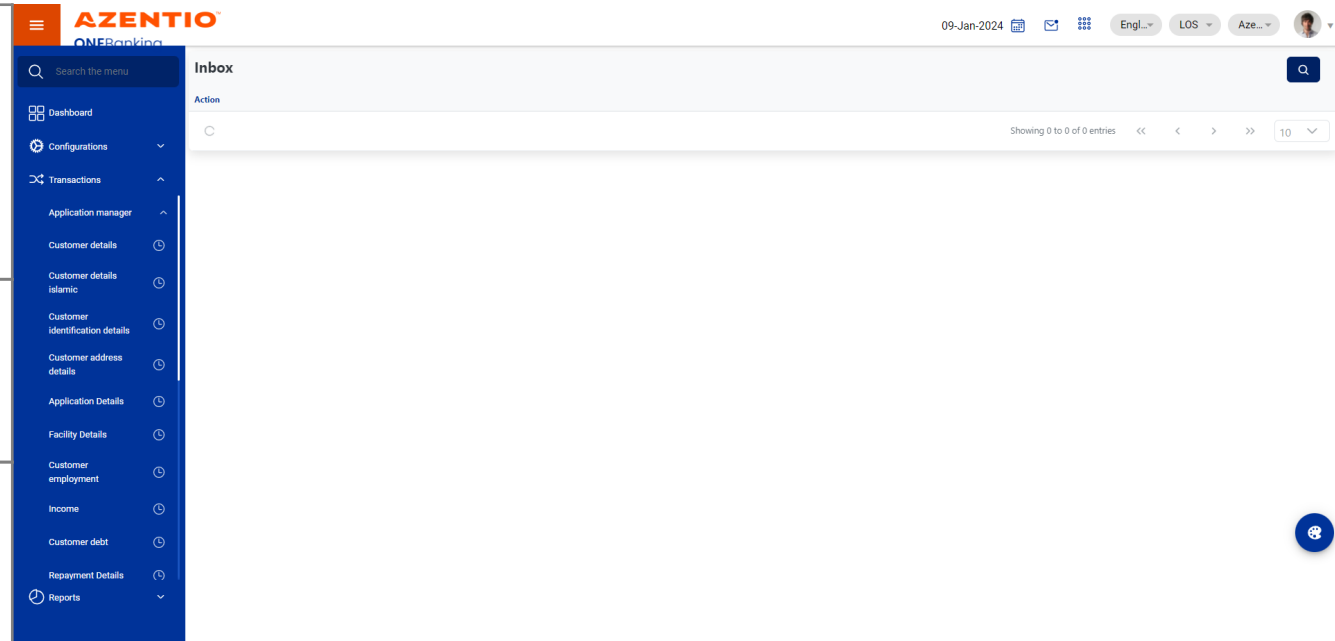 AZENTIO
ONEBanking
09-Jan-2024
Engl...
LOS
Aze...
Search the menu
Inbox
Action
Showing 0 to 0 of 0 entries
10
Dashboard
Configurations
Transactions
Application manager
Customer details
Customer details
islamic
Customer
identification details
Customer address
details
Application Details
Facility Details
Customer
employment
Income
Customer debt
Repayment Details
Reports